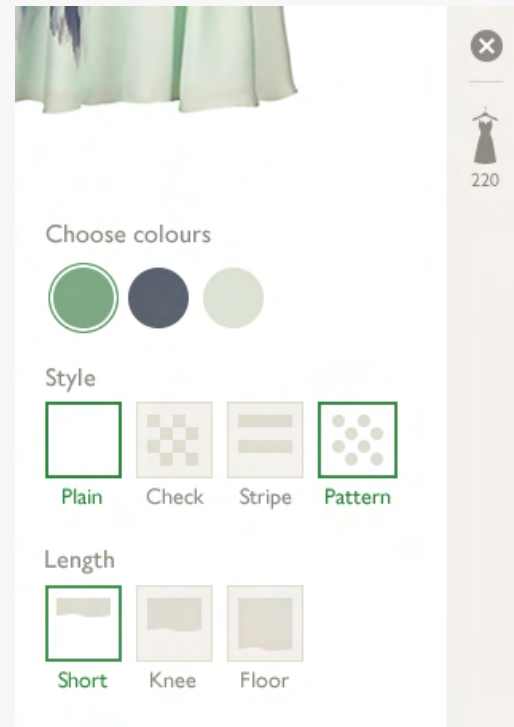 220
Choose colours
Style
Plain Check Stripe Pattern
Length
Short Knee Floor